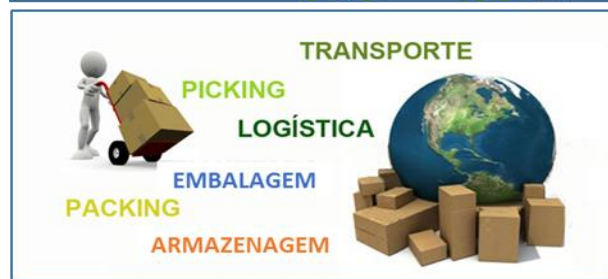 TRANSPORTE
PICKING
LOGÍSTICA
EMBALAGEM
PACKING
ARMAZENAGEM